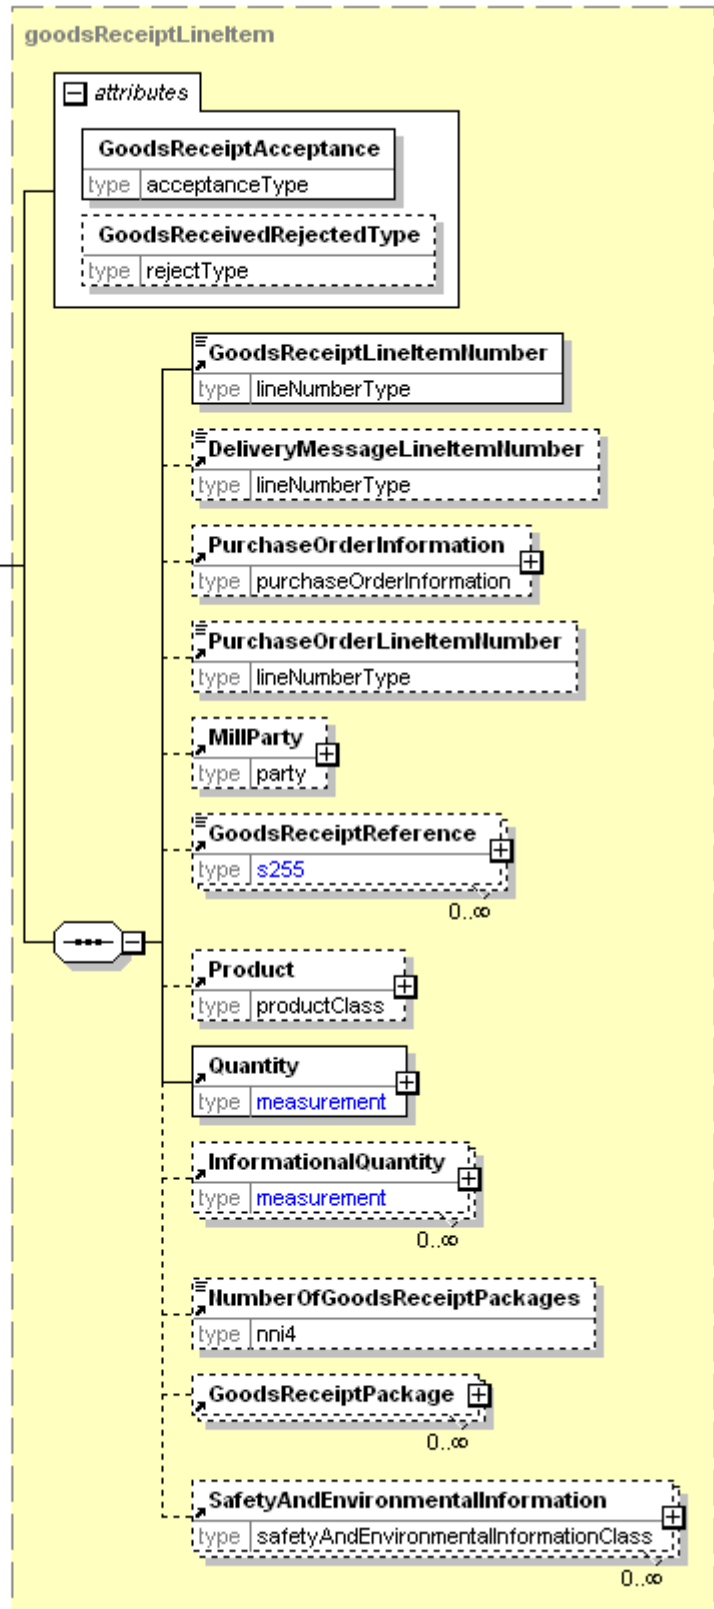 goodsReceiptLineItem
attributes
GoodsReceiptAcceptance
type acceptanceType
GoodsReceivedRejectedType
type rejectType
GoodsReceiptLineItemNumber
type lineNumberType
DeliveryMessageLineItemNumber
type lineNumberType
PurchaseOrderInformation
type purchaseOrderInformation
PurchaseOrderLineItemNumber
type lineNumberType
MillParty
type party
GoodsReceiptReference
type s255
0..∞
Product
type productClass
Quantity
type measurement
InformationalQuantity
type measurement
0..∞
NumberOfGoodsReceiptPackages
type nni4
GoodsReceiptPackage
0..∞
SafetyAndEnvironmentalInformation
type safetyAndEnvironmentalInformationClass
0..∞